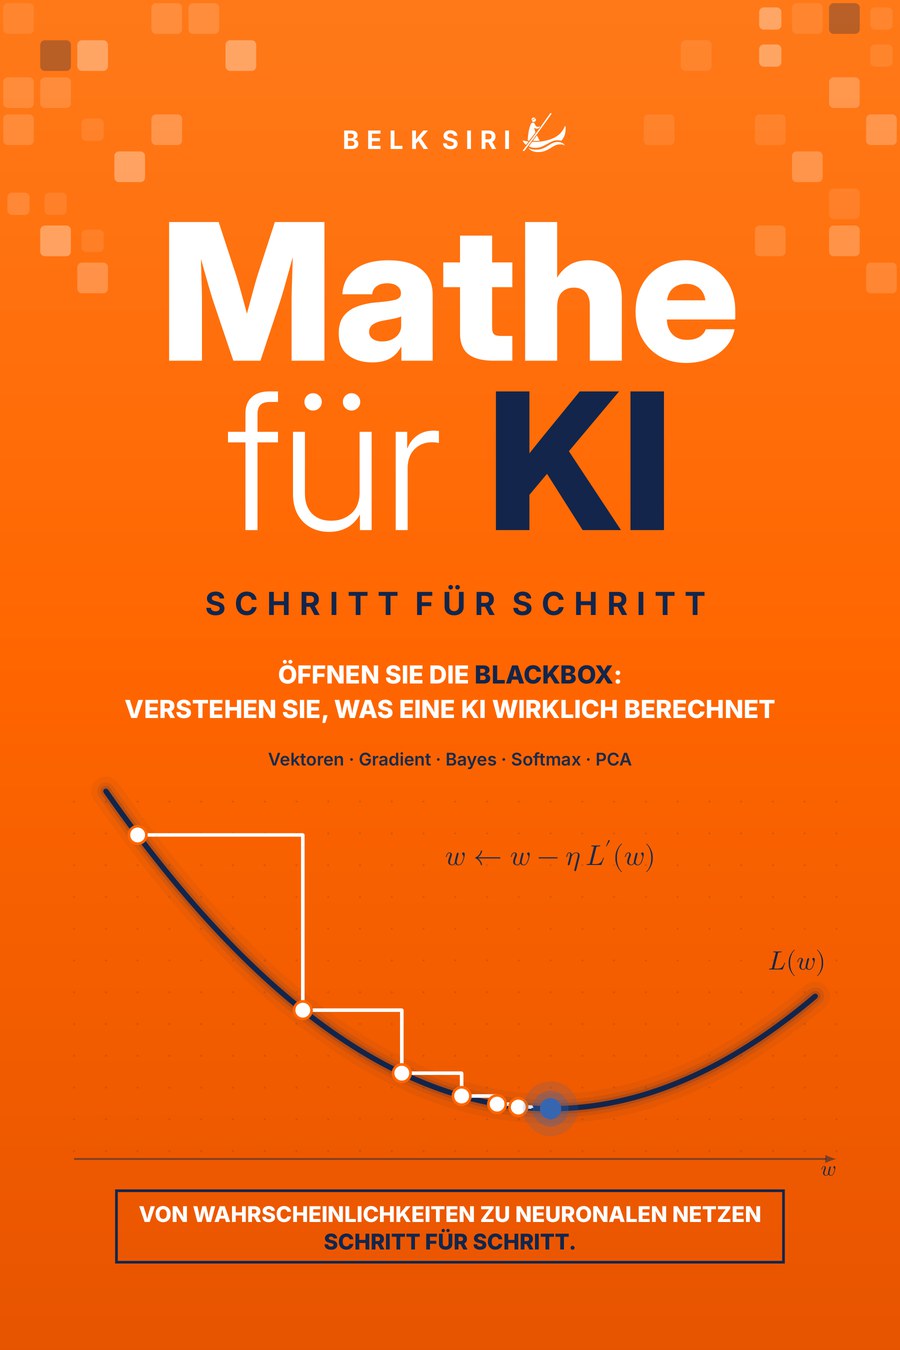 BELK SIRI
Mathe
für KI
SCHRITT FÜR SCHRITT
ÖFFNEN SIE DIE BLACKBOX:
VERSTEHEN SIE, WAS EINE KI WIRKLICH BERECHNET
Vektoren · Gradient · Bayes · Softmax · PCA
w ← w − η L′(w)
L(w)
w
VON WAHRSCHEINLICHKEITEN ZU NEURONALEN NETZEN
SCHRITT FÜR SCHRITT.